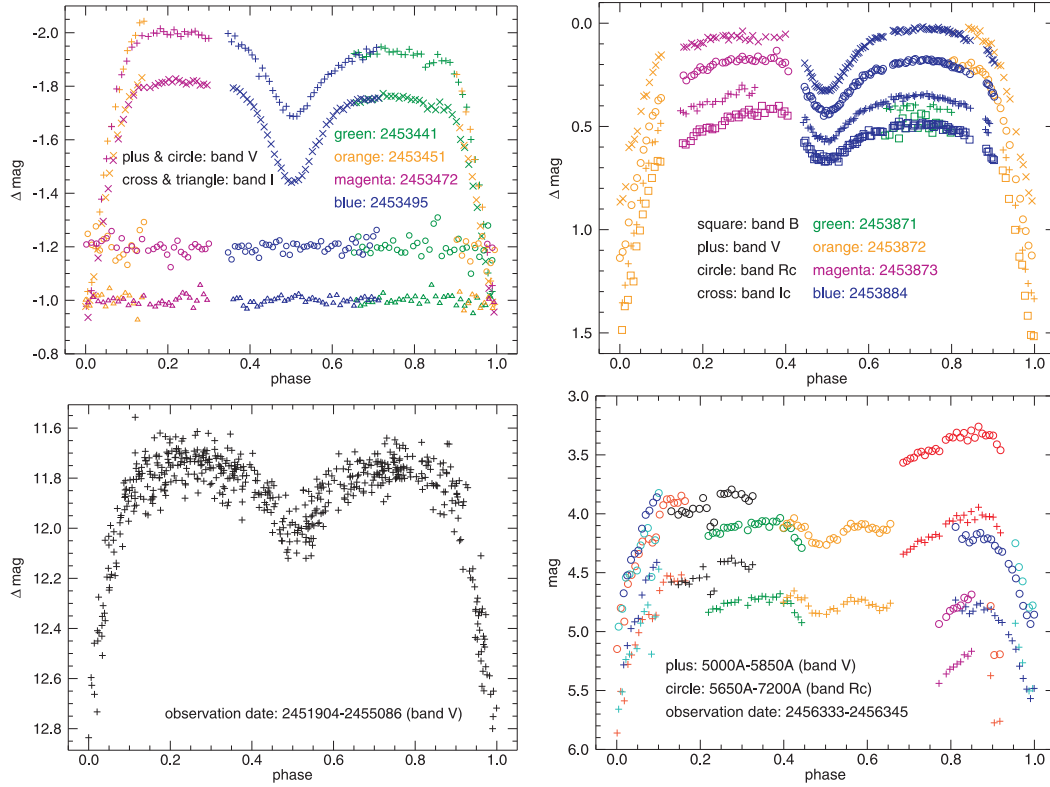 -2.0
-1.8
-1.6
-1.4
-1.2
-1.0
-0.8
Δ mag
green: 2453441
orange: 2453451
magenta: 2453472
blue: 2453495
plus & circle: band V
cross & triangle: band I
0.0 0.2 0.4 0.6 0.8 1.0
phase
0.0
0.5
1.0
1.5
Δ mag
square: band B green: 2453871
plus: band V orange: 2453872
circle: band Rc magenta: 2453873
cross: band Ic blue: 2453884
0.0 0.2 0.4 0.6 0.8 1.0
phase
11.6
11.8
12.0
12.2
12.4
12.6
12.8
Δ mag
observation date: 2451904-2455086 (band V)
0.0 0.2 0.4 0.6 0.8 1.0
phase
3.0
3.5
4.0
4.5
5.0
5.5
6.0
mag
plus: 5000A-5850A (band V)
circle: 5650A-7200A (band Rc)
observation date: 2456333-2456345
0.0 0.2 0.4 0.6 0.8 1.0
phase